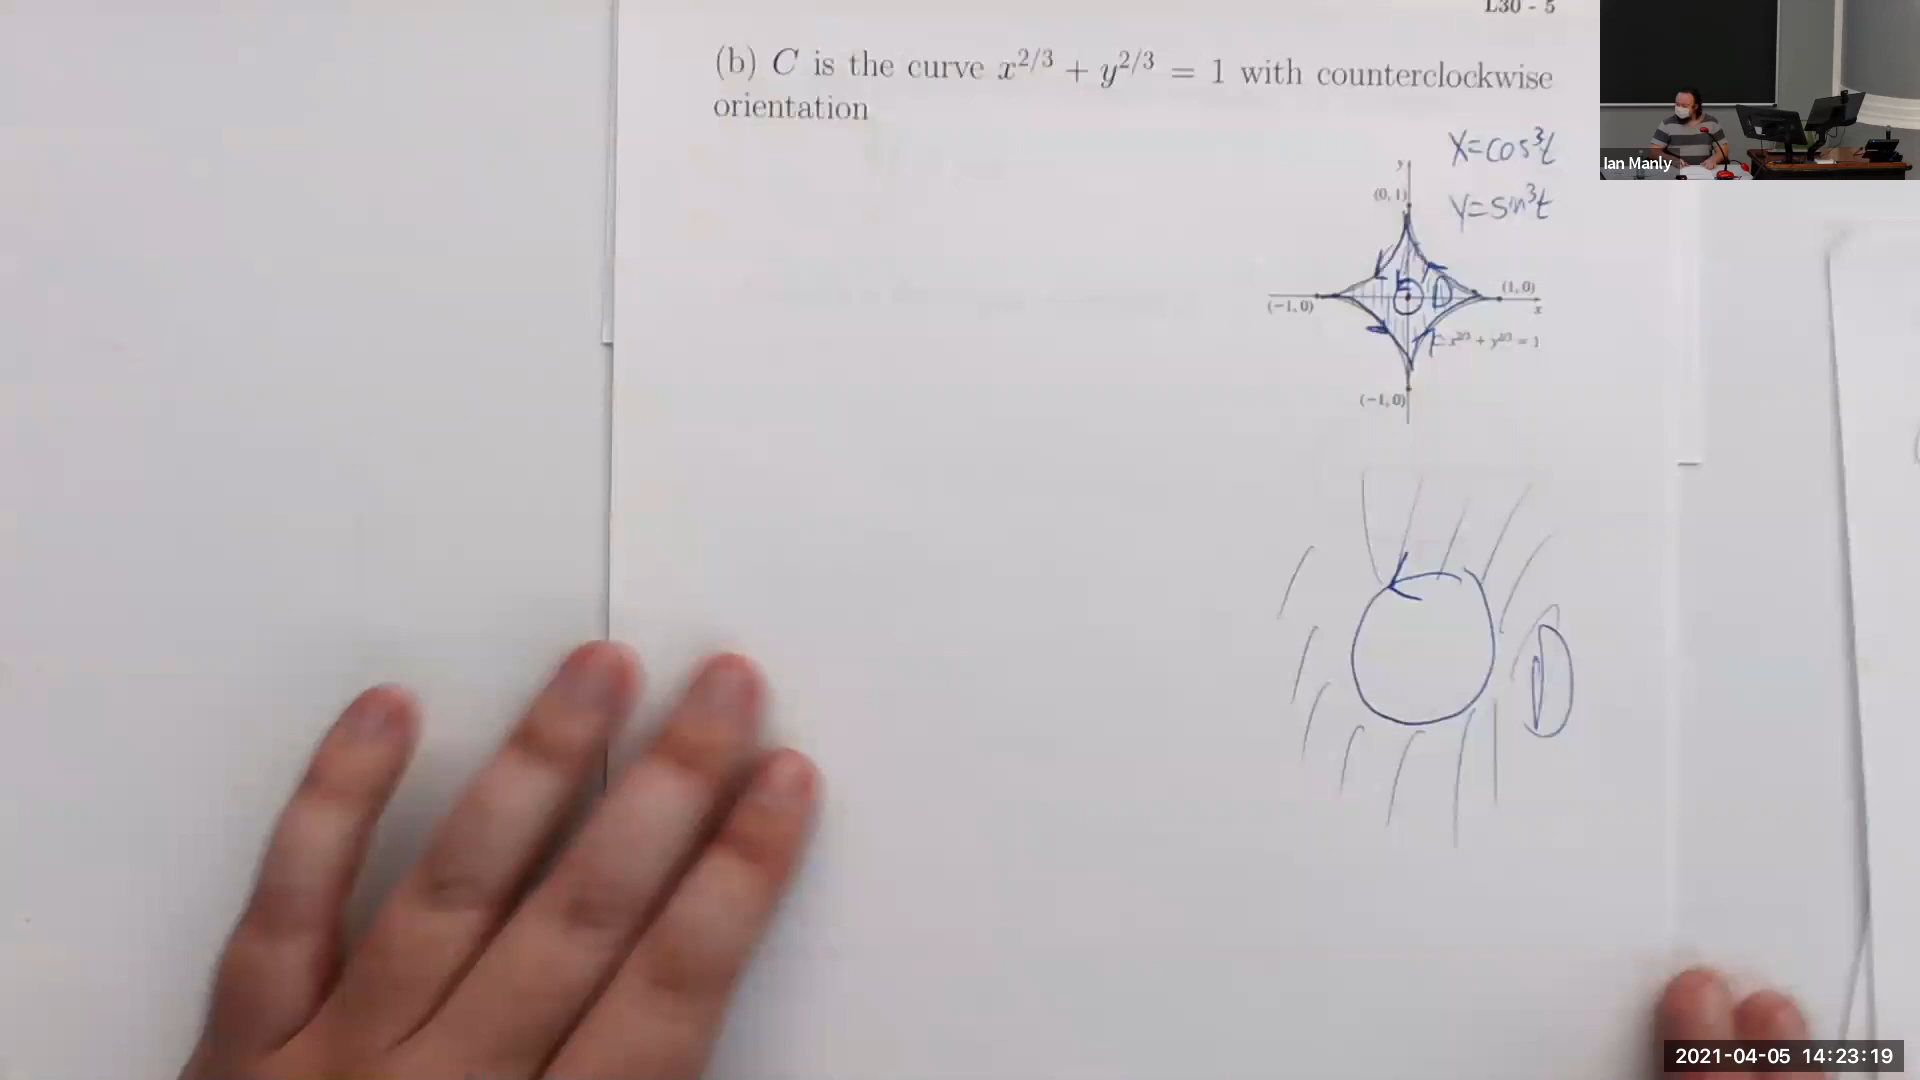 L30 - 5
(b) C is the curve x^{2/3} + y^{2/3} = 1 with counterclockwise
orientation
x=cos³t
y=sin³t
y
(0, 1)
D
(1, 0)
(−1, 0)
x
C: x^{2/3} + y^{2/3} = 1
(−1, 0)
D
Ian Manly
2021-04-05 14:23:19